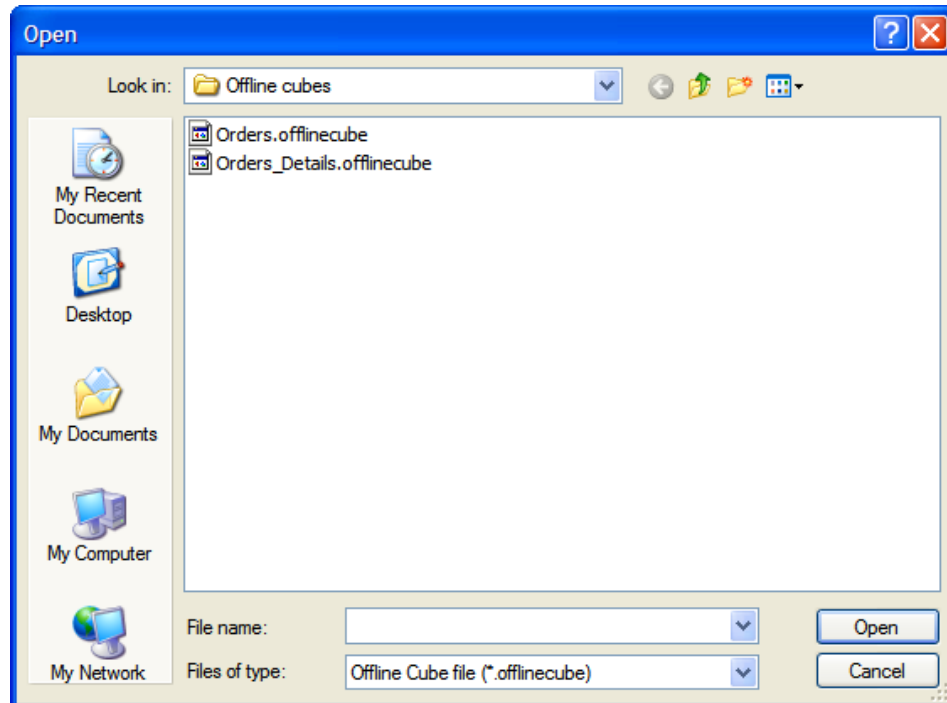 Open
Look in: Offline cubes
Orders.offlinecube
Orders_Details.offlinecube
My Recent
Documents
Desktop
My Documents
My Computer
My Network
File name: Open
Files of type: Offline Cube file (*.offlinecube) Cancel